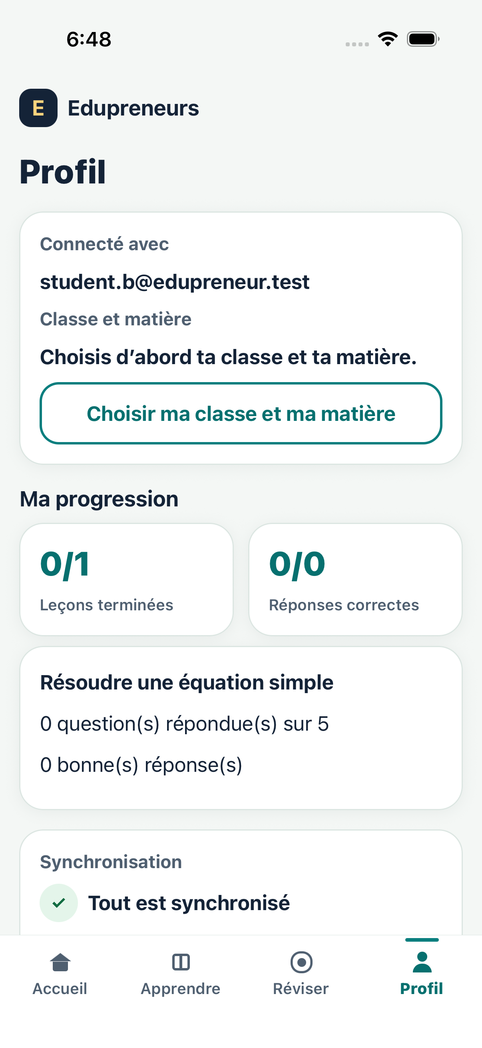 6:48
E Edupreneurs
Profil
Connecté avec
student.b@edupreneur.test
Classe et matière
Choisis d’abord ta classe et ta matière.
Choisir ma classe et ma matière
Ma progression
0/1
Leçons terminées
0/0
Réponses correctes
Résoudre une équation simple
0 question(s) répondue(s) sur 5
0 bonne(s) réponse(s)
Synchronisation
Tout est synchronisé
Accueil
Apprendre
Réviser
Profil